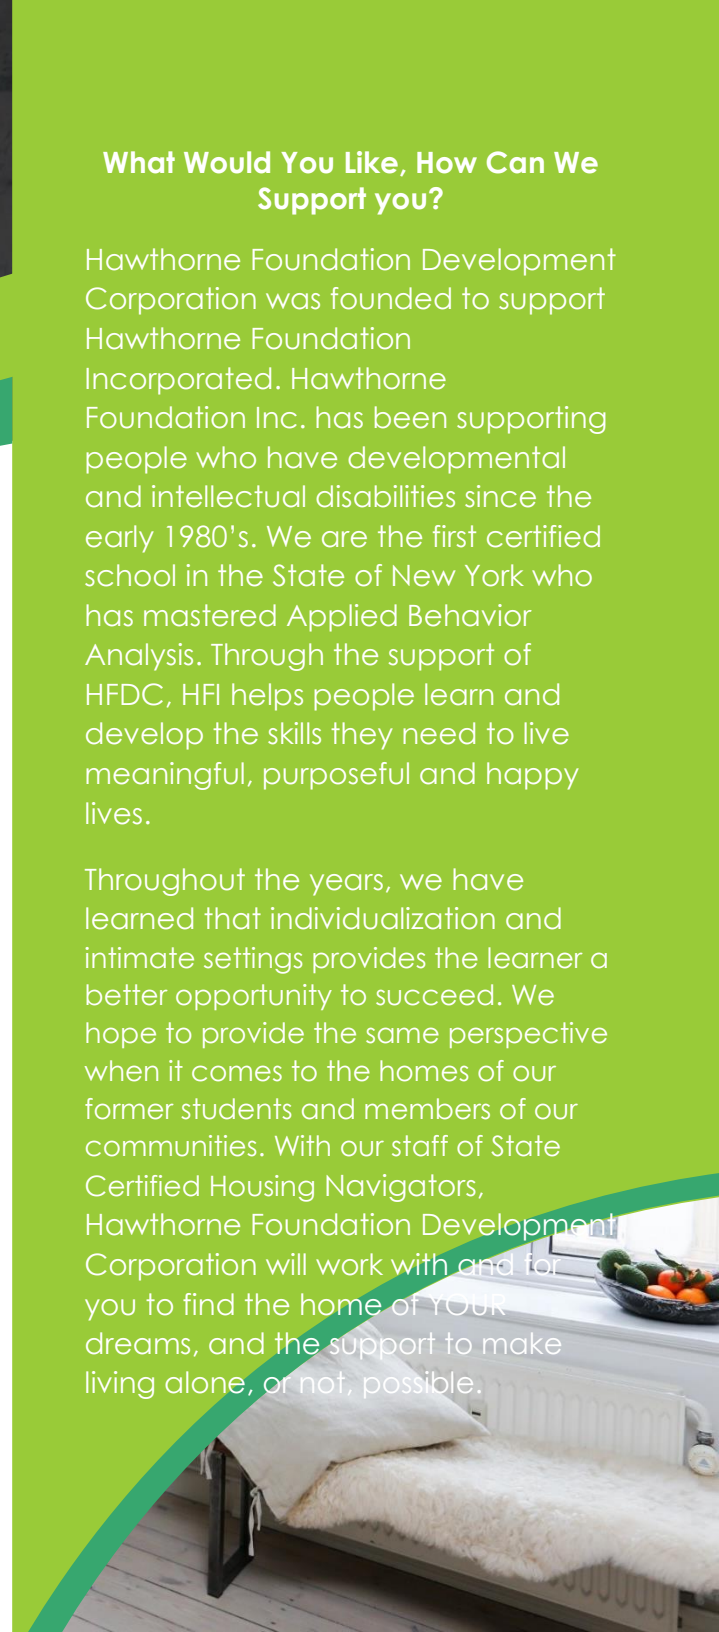 What Would You Like, How Can We
Support you?
Hawthorne Foundation Development
Corporation was founded to support
Hawthorne Foundation
Incorporated. Hawthorne
Foundation Inc. has been supporting
people who have developmental
and intellectual disabilities since the
early 1980’s. We are the first certified
school in the State of New York who
has mastered Applied Behavior
Analysis. Through the support of
HFDC, HFI helps people learn and
develop the skills they need to live
meaningful, purposeful and happy
lives.
Throughout the years, we have
learned that individualization and
intimate settings provides the learner a
better opportunity to succeed. We
hope to provide the same perspective
when it comes to the homes of our
former students and members of our
communities. With our staff of State
Certified Housing Navigators,
Hawthorne Foundation Development
Corporation will work with and for
you to find the home of YOUR
dreams, and the support to make
living alone, or not, possible.